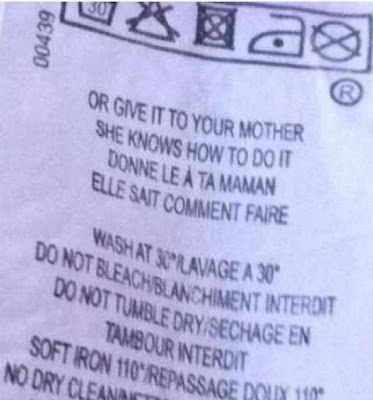 00439
30
®
OR GIVE IT TO YOUR MOTHER
SHE KNOWS HOW TO DO IT
DONNE LE À TA MAMAN
ELLE SAIT COMMENT FAIRE
WASH AT 30°/LAVAGE A 30°
DO NOT BLEACH/BLANCHIMENT INTERDIT
DO NOT TUMBLE DRY/SECHAGE EN
TAMBOUR INTERDIT
SOFT IRON 110°/REPASSAGE DOUX 110°
NO DRY CLEAN/